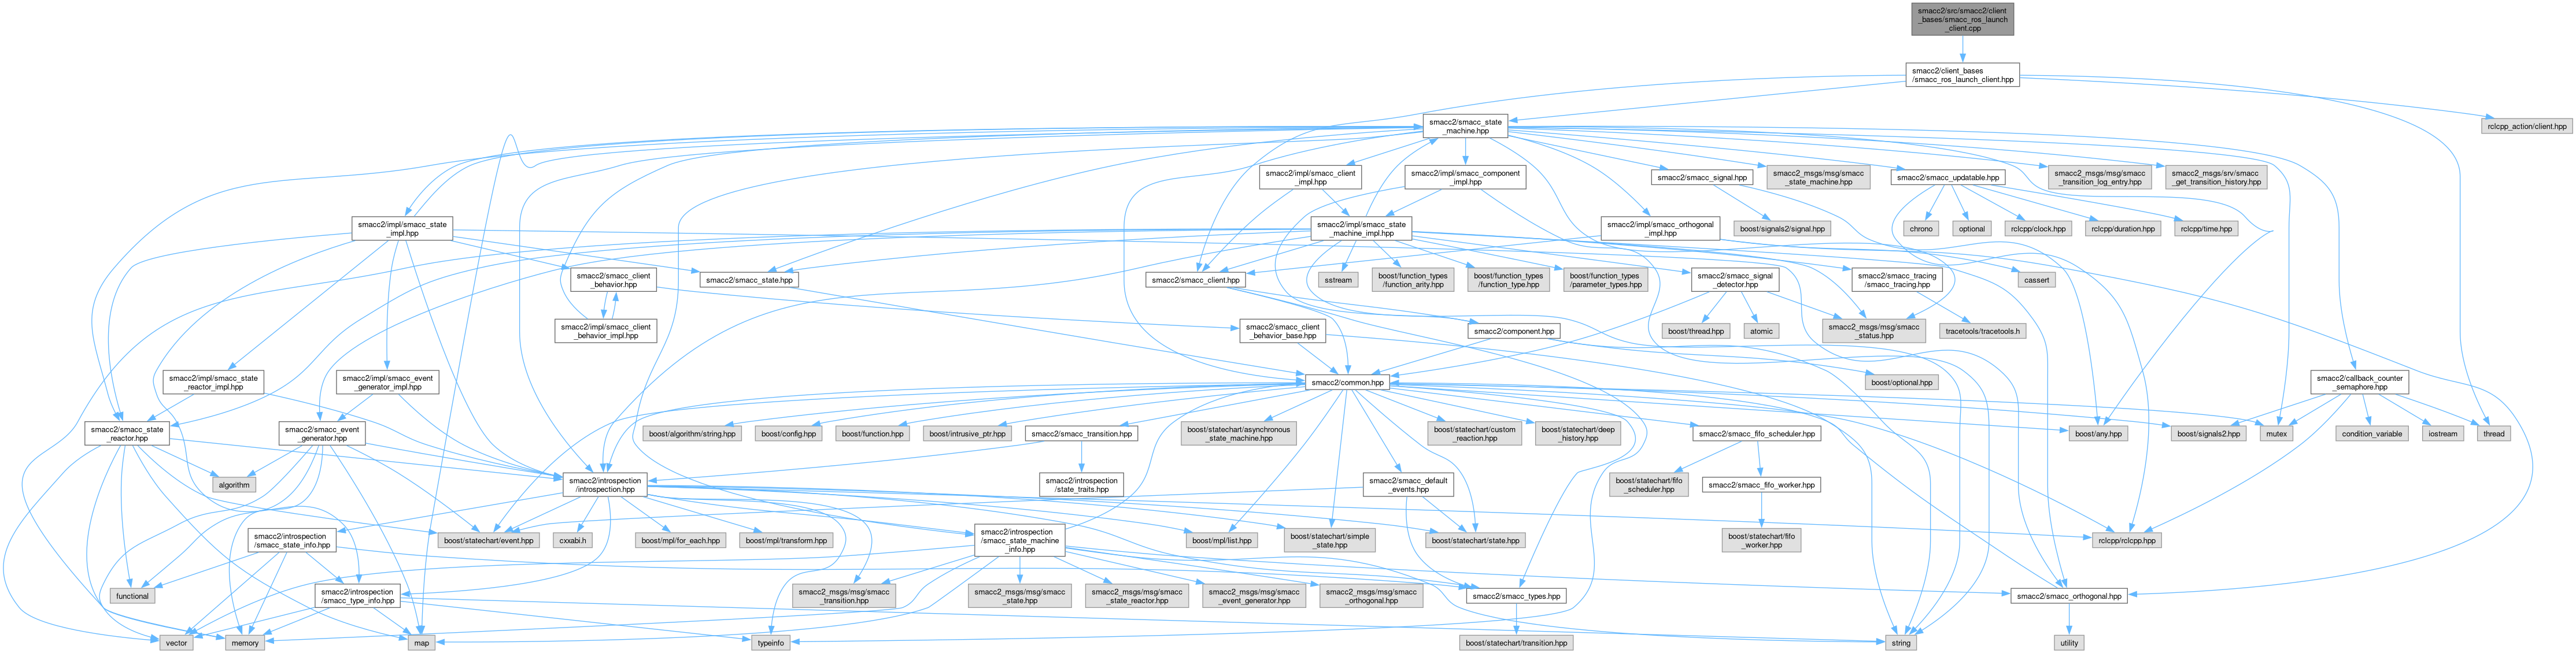 smacc2/src/smacc2/client
_bases/smacc_ros_launch
_client.cpp
smacc2/client_bases
/smacc_ros_launch_client.hpp
smacc2/smacc_state
_machine.hpp
rclcpp_action/client.hpp
smacc2/impl/smacc_client
_impl.hpp
smacc2/impl/smacc_component
_impl.hpp
smacc2/smacc_signal.hpp
smacc2_msgs/msg/smacc
_state_machine.hpp
smacc2/smacc_updatable.hpp
smacc2_msgs/msg/smacc
_transition_log_entry.hpp
smacc2_msgs/srv/smacc
_get_transition_history.hpp
smacc2/impl/smacc_state
_impl.hpp
smacc2/impl/smacc_state
_machine_impl.hpp
smacc2/impl/smacc_orthogonal
_impl.hpp
boost/signals2/signal.hpp
chrono
optional
rclcpp/clock.hpp
rclcpp/duration.hpp
rclcpp/time.hpp
smacc2/smacc_client
_behavior.hpp
smacc2/smacc_state.hpp
smacc2/smacc_client.hpp
sstream
boost/function_types
/function_arity.hpp
boost/function_types
/function_type.hpp
boost/function_types
/parameter_types.hpp
smacc2/smacc_signal
_detector.hpp
smacc2/smacc_tracing
/smacc_tracing.hpp
cassert
smacc2/impl/smacc_client
_behavior_impl.hpp
smacc2/smacc_client
_behavior_base.hpp
smacc2/component.hpp
boost/thread.hpp
atomic
smacc2_msgs/msg/smacc
_status.hpp
tracetools/tracetools.h
smacc2/impl/smacc_state
_reactor_impl.hpp
smacc2/impl/smacc_event
_generator_impl.hpp
smacc2/common.hpp
boost/optional.hpp
smacc2/callback_counter
_semaphore.hpp
smacc2/smacc_state
_reactor.hpp
smacc2/smacc_event
_generator.hpp
boost/algorithm/string.hpp
boost/config.hpp
boost/function.hpp
boost/intrusive_ptr.hpp
smacc2/smacc_transition.hpp
boost/statechart/asynchronous
_state_machine.hpp
boost/statechart/custom
_reaction.hpp
boost/statechart/deep
_history.hpp
smacc2/smacc_fifo_scheduler.hpp
boost/any.hpp
boost/signals2.hpp
mutex
condition_variable
iostream
thread
algorithm
smacc2/introspection
/introspection.hpp
smacc2/introspection
/state_traits.hpp
smacc2/smacc_default
_events.hpp
boost/statechart/fifo
_scheduler.hpp
smacc2/smacc_fifo_worker.hpp
boost/statechart/event.hpp
smacc2/introspection
/smacc_state_info.hpp
cxxabi.h
boost/mpl/for_each.hpp
boost/mpl/transform.hpp
smacc2/introspection
/smacc_state_machine
_info.hpp
boost/mpl/list.hpp
boost/statechart/simple
_state.hpp
boost/statechart/state.hpp
boost/statechart/fifo
_worker.hpp
rclcpp/rclcpp.hpp
functional
smacc2/introspection
/smacc_type_info.hpp
smacc2_msgs/msg/smacc
_transition.hpp
smacc2_msgs/msg/smacc
_state.hpp
smacc2_msgs/msg/smacc
_state_reactor.hpp
smacc2_msgs/msg/smacc
_event_generator.hpp
smacc2_msgs/msg/smacc
_orthogonal.hpp
smacc2/smacc_types.hpp
smacc2/smacc_orthogonal.hpp
vector
memory
map
typeinfo
boost/statechart/transition.hpp
string
utility